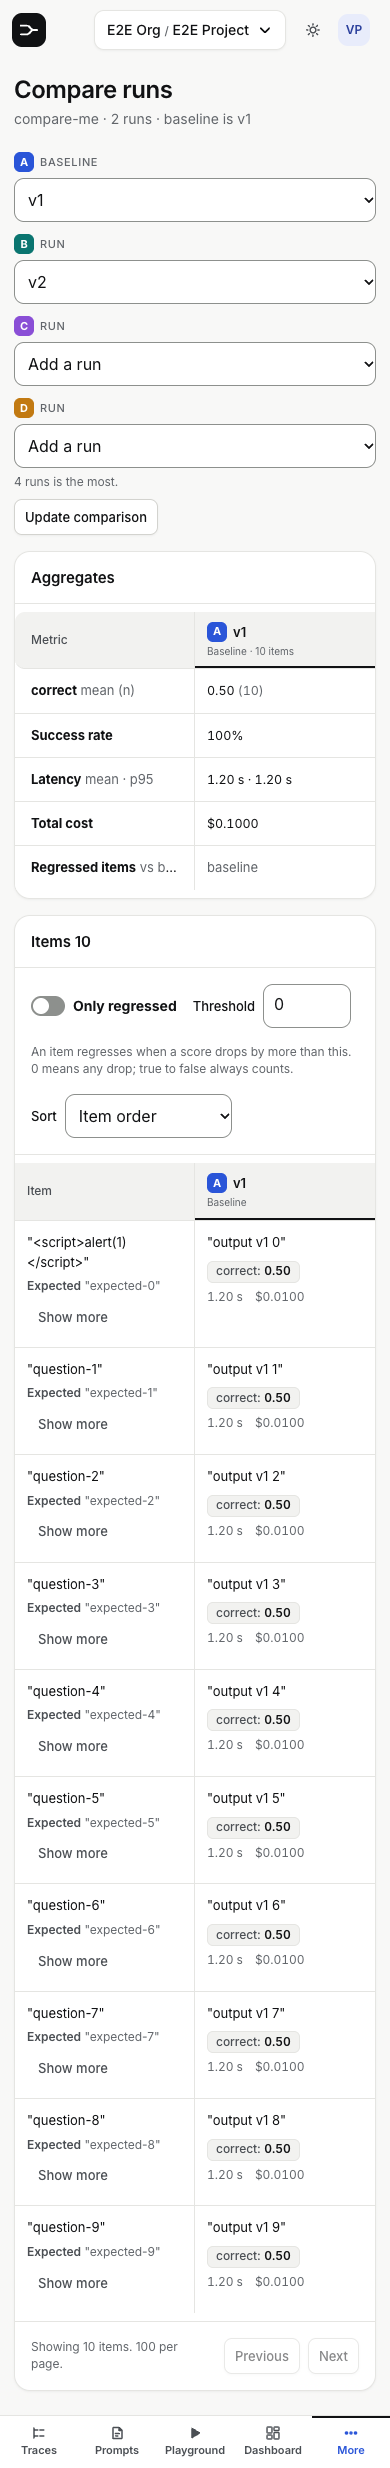 E2E Org / E2E Project
VP
Compare runs
compare-me · 2 runs · baseline is v1
A BASELINE
v1
B RUN
v2
C RUN
Add a run
D RUN
Add a run
4 runs is the most.
Update comparison
Aggregates
Metric
A v1
Baseline · 10 items
correct mean (n)
0.50 (10)
Success rate
100%
Latency mean · p95
1.20 s · 1.20 s
Total cost
$0.1000
Regressed items vs b...
baseline
Items 10
Only regressed
Threshold
0
An item regresses when a score drops by more than this.
0 means any drop; true to false always counts.
Sort
Item order
Item
A v1
Baseline
"<script>alert(1)
</script>"
Expected "expected-0"
Show more
"output v1 0"
correct: 0.50
1.20 s $0.0100
"question-1"
Expected "expected-1"
Show more
"output v1 1"
correct: 0.50
1.20 s $0.0100
"question-2"
Expected "expected-2"
Show more
"output v1 2"
correct: 0.50
1.20 s $0.0100
"question-3"
Expected "expected-3"
Show more
"output v1 3"
correct: 0.50
1.20 s $0.0100
"question-4"
Expected "expected-4"
Show more
"output v1 4"
correct: 0.50
1.20 s $0.0100
"question-5"
Expected "expected-5"
Show more
"output v1 5"
correct: 0.50
1.20 s $0.0100
"question-6"
Expected "expected-6"
Show more
"output v1 6"
correct: 0.50
1.20 s $0.0100
"question-7"
Expected "expected-7"
Show more
"output v1 7"
correct: 0.50
1.20 s $0.0100
"question-8"
Expected "expected-8"
Show more
"output v1 8"
correct: 0.50
1.20 s $0.0100
"question-9"
Expected "expected-9"
Show more
"output v1 9"
correct: 0.50
1.20 s $0.0100
Showing 10 items. 100 per
page.
Previous
Next
Traces
Prompts
Playground
Dashboard
More